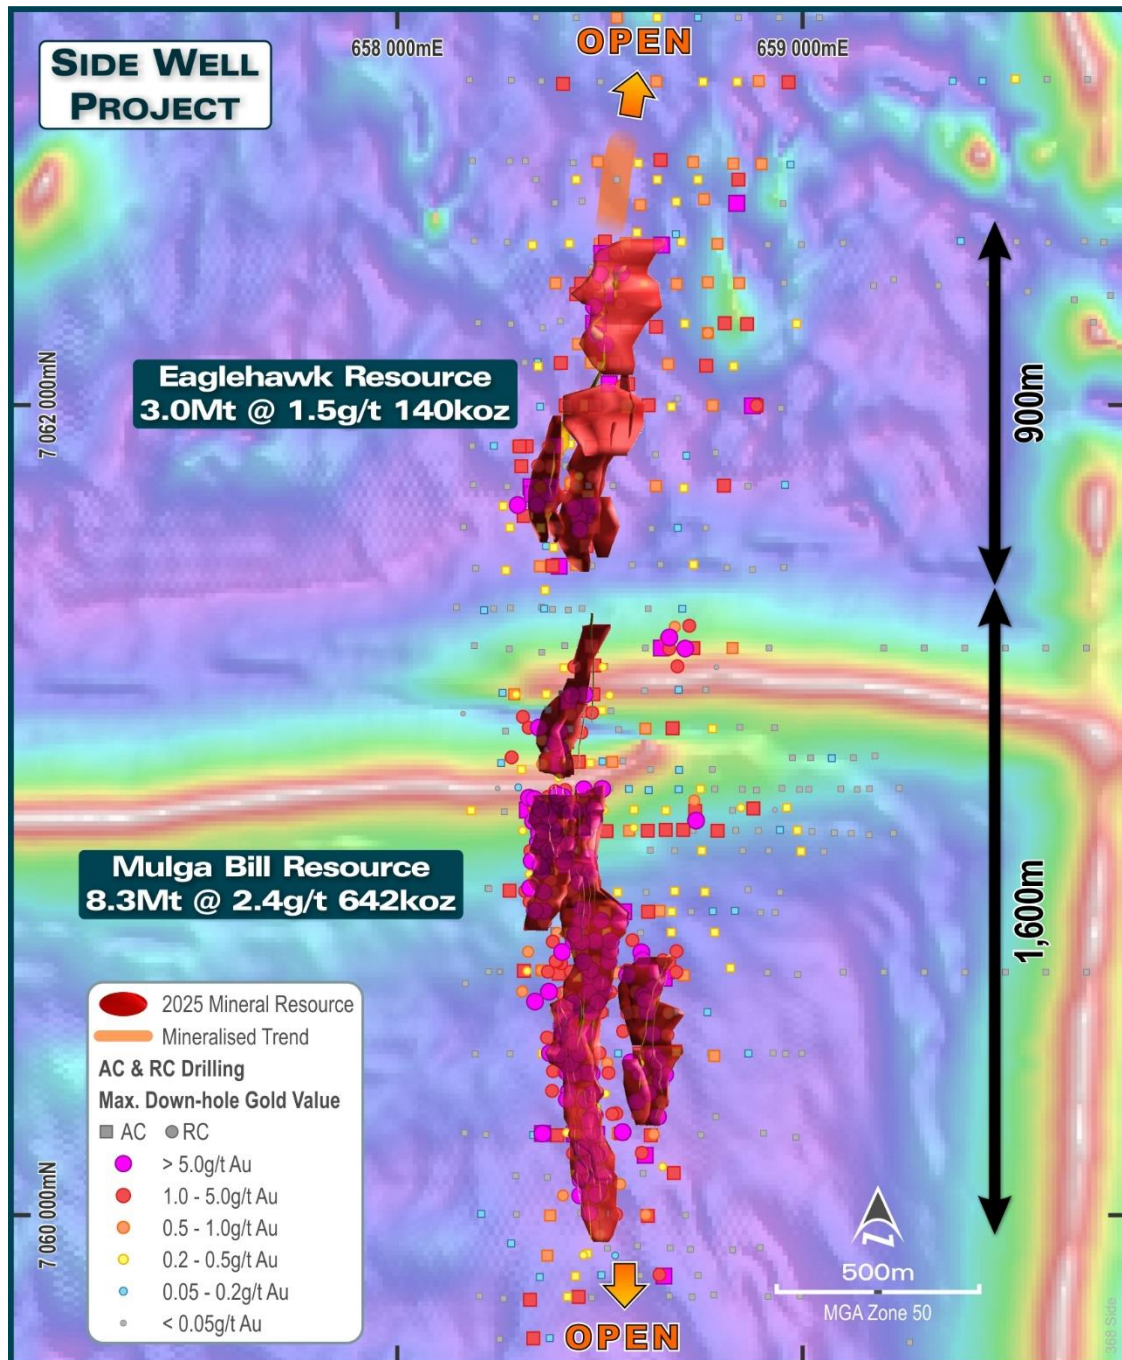 SIDE WELL
PROJECT
658 000mE
OPEN
659 000mE
Eaglehawk Resource
3.0Mt @ 1.5g/t 140koz
7 062 000mN
900m
Mulga Bill Resource
8.3Mt @ 2.4g/t 642koz
1,600m
2025 Mineral Resource
Mineralised Trend
AC & RC Drilling
Max. Down-hole Gold Value
AC RC
> 5.0g/t Au
1.0 - 5.0g/t Au
0.5 - 1.0g/t Au
0.2 - 0.5g/t Au
0.05 - 0.2g/t Au
< 0.05g/t Au
7 060 000mN
N
500m
MGA Zone 50
OPEN
368 Side